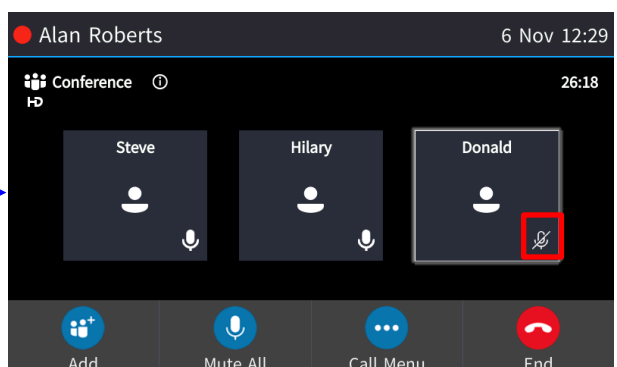 Alan Roberts 6 Nov 12:29
Conference 26:18
HD
Steve Hilary Donald
Add Mute All Call Menu End